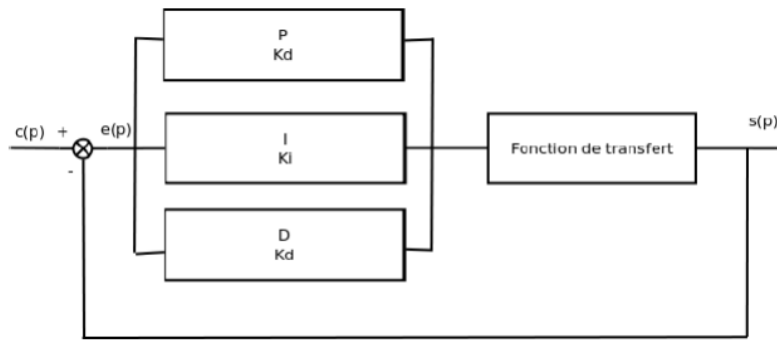 P
Kd
c(p) + e(p)
-
I
Ki
Fonction de transfert
s(p)
D
Kd